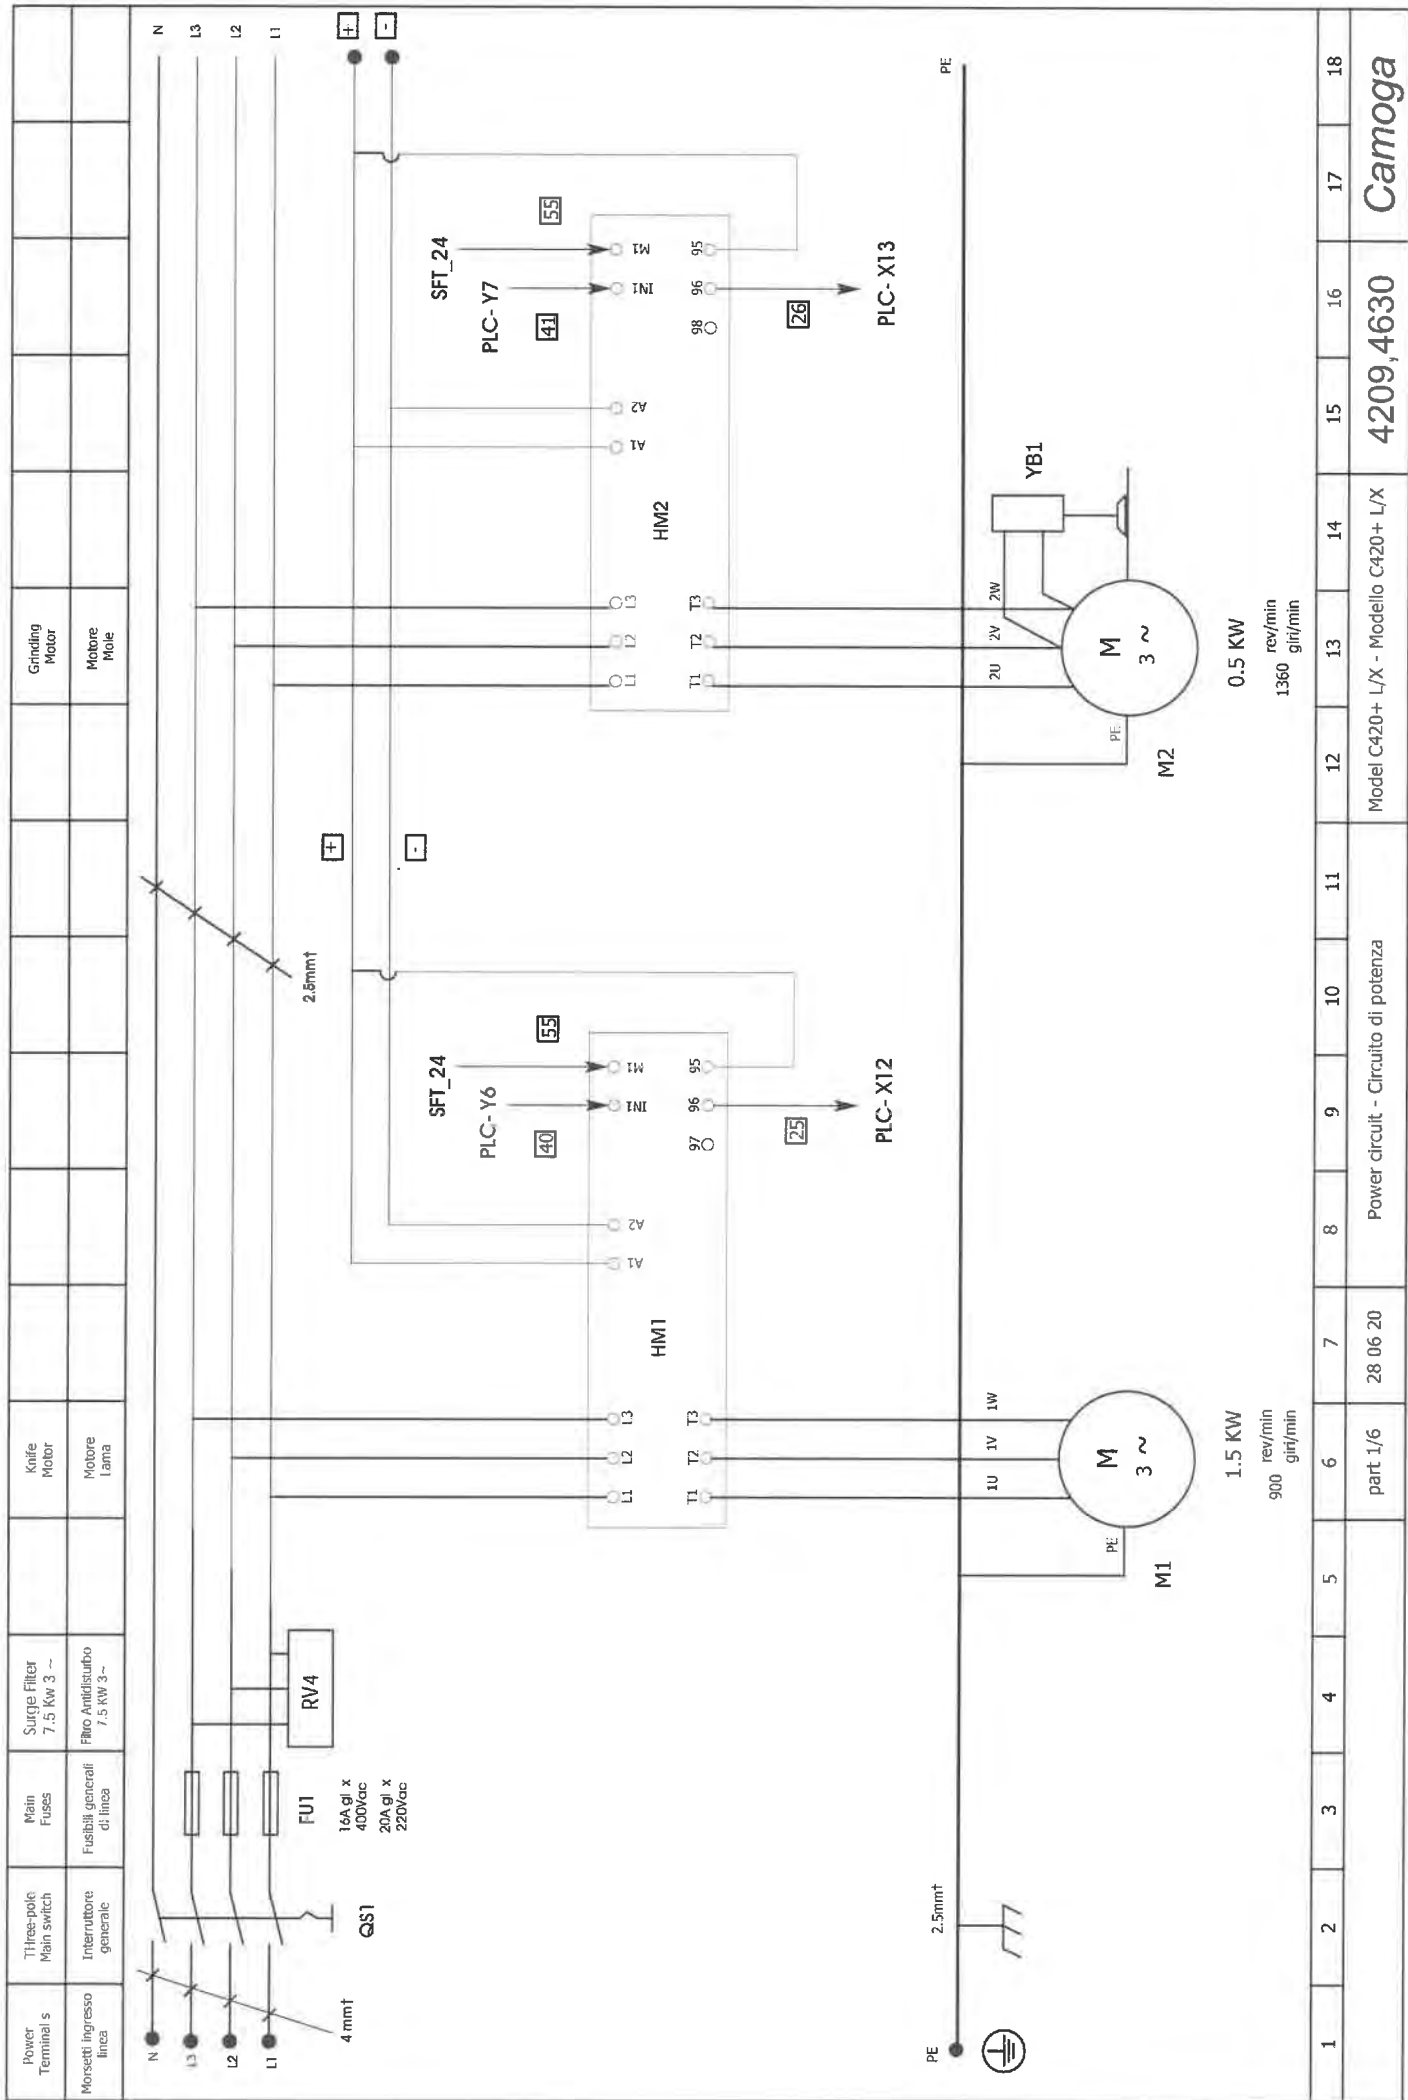 Power
Terminal s
Morsetti ingresso
linea
THree-pole
Main switch
Interruttore
generale
Main
Fuses
Fusibili generali
di linea
Surge Filter
7.5 Kw 3 ~
Filtro Antidisturbo
7.5 KW 3~
Knife
Motor
Motore
Lama
Grinding
Motor
Motore
Mole
N
L3
L2
L1
4 mm†
QS1
FU1
16A gl x
400Vac
20A gl x
220Vac
RV4
2.5mm†
N
L3
L2
L1
+
-
+
-
SFT_24
PLC-Y6
40
55
L1
L2
L3
A1
A2
IN1
M1
HM1
T1
T2
T3
97
96
95
25
PLC-X12
SFT_24
PLC-Y7
41
55
L1
L2
L3
A1
A2
IN1
M1
HM2
T1
T2
T3
98
96
95
26
PLC-X13
PE
2.5mm†
PE
1U
1V
1W
PE
M
3 ~
M1
1.5 KW
900 rev/min
giri/min
2U
2V
2W
YB1
PE
M
3 ~
M2
0.5 KW
1360 rev/min
giri/min
1 2 3 4 5 6 7 8 9 10 11 12 13 14 15 16 17 18
part 1/6
28 06 20
Power circuit - Circuito di potenza
Model C420+ L/X - Modello C420+ L/X
4209,4630
Camoga